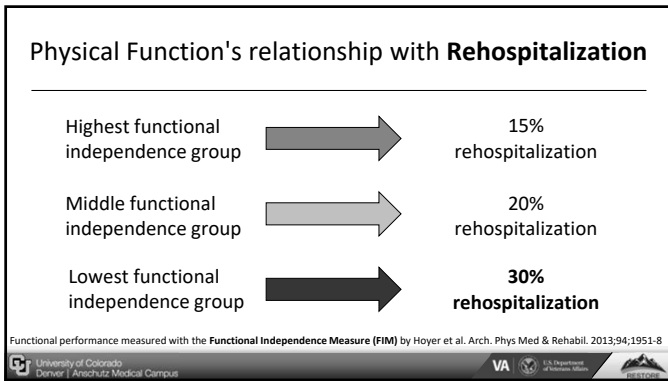 Physical Function's relationship with Rehospitalization
Highest functional
independence group
15%
rehospitalization
Middle functional
independence group
20%
rehospitalization
Lowest functional
independence group
30%
rehospitalization
Functional performance measured with the Functional Independence Measure (FIM) by Hoyer et al. Arch. Phys Med & Rehabil. 2013;94;1951-8
University of Colorado
Denver | Anschutz Medical Campus
VA
U.S. Department
of Veterans Affairs
RESTORE